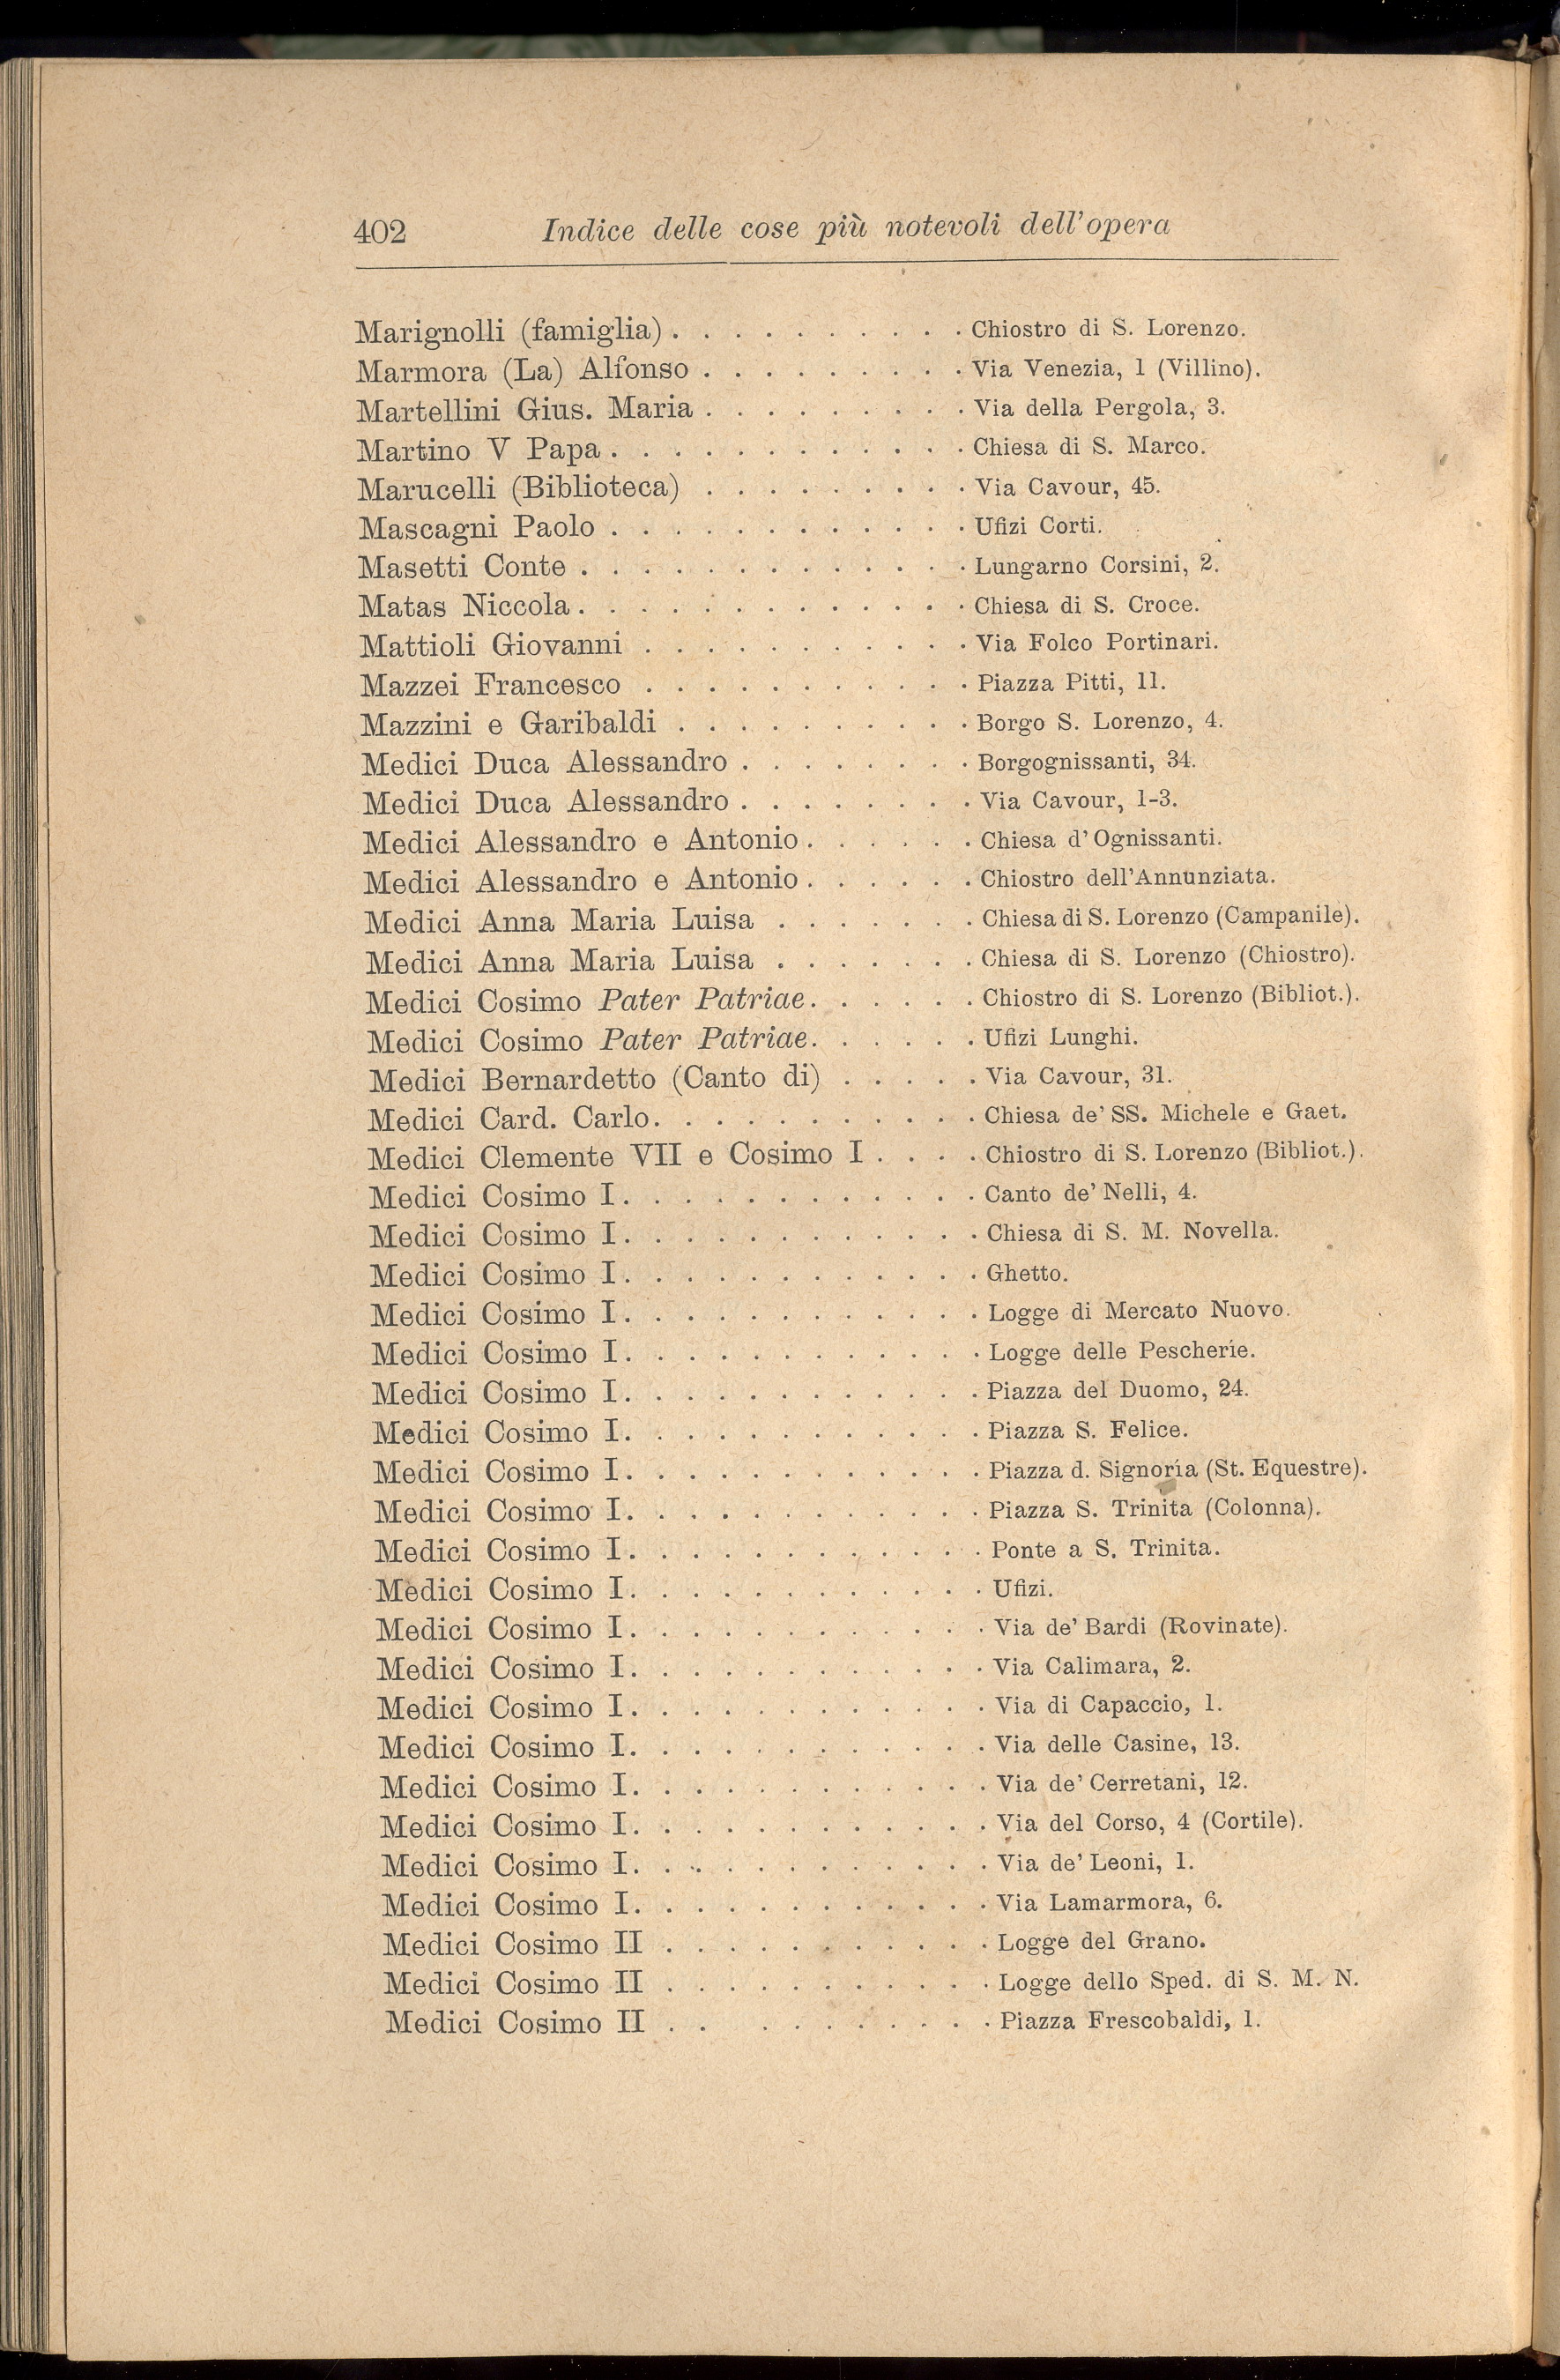 402 Indice delle cose più notevoli dell'opera
Marignolli (famiglia) . . . . . . . . . . Chiostro di S. Lorenzo.
Marmora (La) Alfonso . . . . . . . . . Via Venezia, 1 (Villino).
Martellini Gius. Maria . . . . . . . . . Via della Pergola, 3.
Martino V Papa . . . . . . . . . . . . Chiesa di S. Marco.
Marucelli (Biblioteca) . . . . . . . . . Via Cavour, 45.
Mascagni Paolo . . . . . . . . . . . . Ufizi Corti.
Masetti Conte . . . . . . . . . . . . . Lungarno Corsini, 2.
Matas Niccola . . . . . . . . . . . . . Chiesa di S. Croce.
Mattioli Giovanni . . . . . . . . . . . Via Folco Portinari.
Mazzei Francesco . . . . . . . . . . . Piazza Pitti, 11.
Mazzini e Garibaldi . . . . . . . . . . Borgo S. Lorenzo, 4.
Medici Duca Alessandro . . . . . . . . Borgognissanti, 34.
Medici Duca Alessandro . . . . . . . . Via Cavour, 1-3.
Medici Alessandro e Antonio . . . . . . Chiesa d'Ognissanti.
Medici Alessandro e Antonio . . . . . . Chiostro dell'Annunziata.
Medici Anna Maria Luisa . . . . . . . Chiesa di S. Lorenzo (Campanile).
Medici Anna Maria Luisa . . . . . . . Chiesa di S. Lorenzo (Chiostro).
Medici Cosimo Pater Patriae . . . . . . Chiostro di S. Lorenzo (Bibliot.).
Medici Cosimo Pater Patriae . . . . . . Ufizi Lunghi.
Medici Bernardetto (Canto di) . . . . . Via Cavour, 31.
Medici Card. Carlo . . . . . . . . . . . Chiesa de' SS. Michele e Gaet.
Medici Clemente VII e Cosimo I . . . . Chiostro di S. Lorenzo (Bibliot.).
Medici Cosimo I . . . . . . . . . . . . Canto de' Nelli, 4.
Medici Cosimo I . . . . . . . . . . . . Chiesa di S. M. Novella.
Medici Cosimo I . . . . . . . . . . . . Ghetto.
Medici Cosimo I . . . . . . . . . . . . Logge di Mercato Nuovo.
Medici Cosimo I . . . . . . . . . . . . Logge delle Pescherie.
Medici Cosimo I . . . . . . . . . . . . Piazza del Duomo, 24.
Medici Cosimo I . . . . . . . . . . . . Piazza S. Felice.
Medici Cosimo I . . . . . . . . . . . . Piazza d. Signoria (St. Equestre).
Medici Cosimo I . . . . . . . . . . . . Piazza S. Trinita (Colonna).
Medici Cosimo I . . . . . . . . . . . . Ponte a S. Trinita.
Medici Cosimo I . . . . . . . . . . . . Ufizi.
Medici Cosimo I . . . . . . . . . . . . Via de' Bardi (Rovinate).
Medici Cosimo I . . . . . . . . . . . . Via Calimara, 2.
Medici Cosimo I . . . . . . . . . . . . Via di Capaccio, 1.
Medici Cosimo I . . . . . . . . . . . . Via delle Casine, 13.
Medici Cosimo I . . . . . . . . . . . . Via de' Cerretani, 12.
Medici Cosimo I . . . . . . . . . . . . Via del Corso, 4 (Cortile).
Medici Cosimo I . . . . . . . . . . . . Via de' Leoni, 1.
Medici Cosimo I . . . . . . . . . . . . Via Lamarmora, 6.
Medici Cosimo II . . . . . . . . . . . Logge del Grano.
Medici Cosimo II . . . . . . . . . . . Logge dello Sped. di S. M. N.
Medici Cosimo II . . . . . . . . . . Piazza Frescobaldi, 1.